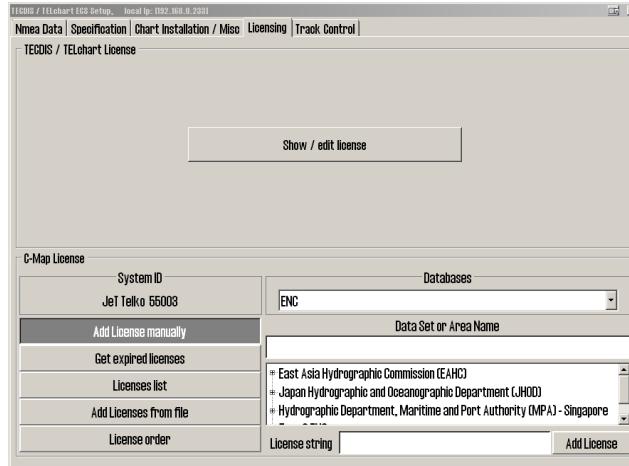 TECDIS / TELchart ECS Setup, local Ip: [192.168.0.233]
Nmea Data Specification Chart Installation / Misc Licensing Track Control
TECDIS / TELchart License
Show / edit license
C-Map License
System ID
JeT Telko 55003
Add License manually
Get expired licenses
Licenses list
Add Licenses from file
License order
Databases
ENC
Data Set or Area Name
East Asia Hydrographic Commission (EAHC)
Japan Hydrographic and Oceanographic Department (JHOD)
Hydrographic Department, Maritime and Port Authority (MPA) - Singapore
License string
Add License